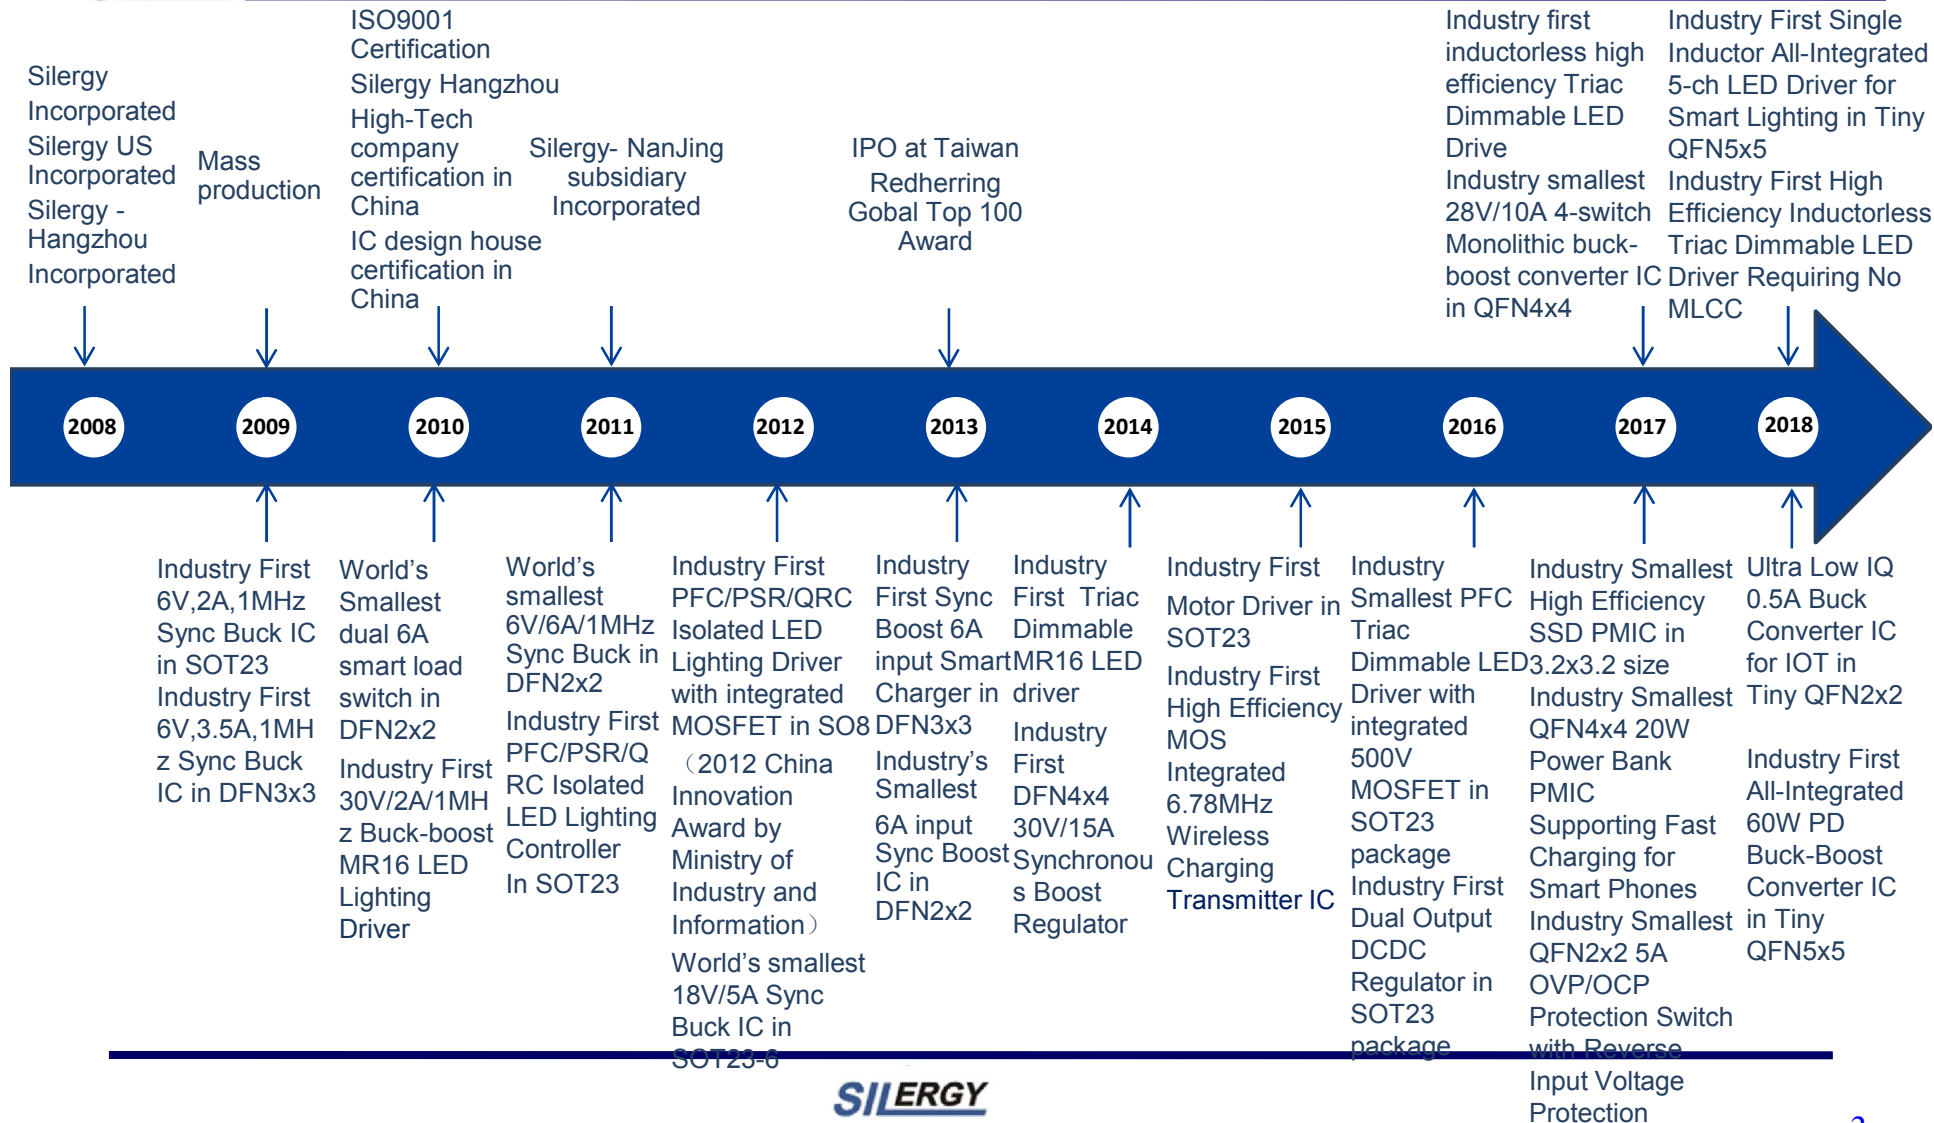 Silergy
Incorporated
Silergy US
Incorporated
Silergy -
Hangzhou
Incorporated
Mass
production
ISO9001
Certification
Silergy Hangzhou
High-Tech
company
certification in
China
IC design house
certification in
China
Silergy- NanJing
subsidiary
Incorporated
IPO at Taiwan
Redherring
Gobal Top 100
Award
Industry first
inductorless high
efficiency Triac
Dimmable LED
Drive
Industry smallest
28V/10A 4-switch
Monolithic buck-
boost converter IC
in QFN4x4
Industry First Single
Inductor All-Integrated
5-ch LED Driver for
Smart Lighting in Tiny
QFN5x5
Industry First High
Efficiency Inductorless
Triac Dimmable LED
Driver Requiring No
MLCC
2008
2009
2010
2011
2012
2013
2014
2015
2016
2017
2018
Industry First
6V,2A,1MHz
Sync Buck IC
in SOT23
Industry First
6V,3.5A,1MH
z Sync Buck
IC in DFN3x3
World's
Smallest
dual 6A
smart load
switch in
DFN2x2
Industry First
30V/2A/1MH
z Buck-boost
MR16 LED
Lighting
Driver
World's
smallest
6V/6A/1MHz
Sync Buck in
DFN2x2
Industry First
PFC/PSR/Q
RC Isolated
LED Lighting
Controller
In SOT23
Industry First
PFC/PSR/QRC
Isolated LED
Lighting Driver
with integrated
MOSFET in SO8
（2012 China
Innovation
Award by
Ministry of
Industry and
Information）
World's smallest
18V/5A Sync
Buck IC in
SOT23-6
Industry
First Sync
Boost 6A
input Smart
Charger in
DFN3x3
Industry's
Smallest
6A input
Sync Boost
IC in
DFN2x2
Industry
First Triac
Dimmable
MR16 LED
driver
Industry
First
DFN4x4
30V/15A
Synchronou
s Boost
Regulator
Industry First
Motor Driver in
SOT23
Industry First
High Efficiency
MOS
Integrated
6.78MHz
Wireless
Charging
Transmitter IC
Industry
Smallest PFC
Triac
Dimmable LED
Driver with
integrated
500V
MOSFET in
SOT23
package
Industry First
Dual Output
DCDC
Regulator in
SOT23
package
Industry Smallest
High Efficiency
SSD PMIC in
3.2x3.2 size
Industry Smallest
QFN4x4 20W
Power Bank
PMIC
Supporting Fast
Charging for
Smart Phones
Industry Smallest
QFN2x2 5A
OVP/OCP
Protection Switch
with Reverse
Input Voltage
Protection
Ultra Low IQ
0.5A Buck
Converter IC
for IOT in
Tiny QFN2x2
Industry First
All-Integrated
60W PD
Buck-Boost
Converter IC
in Tiny
QFN5x5
SILERGY